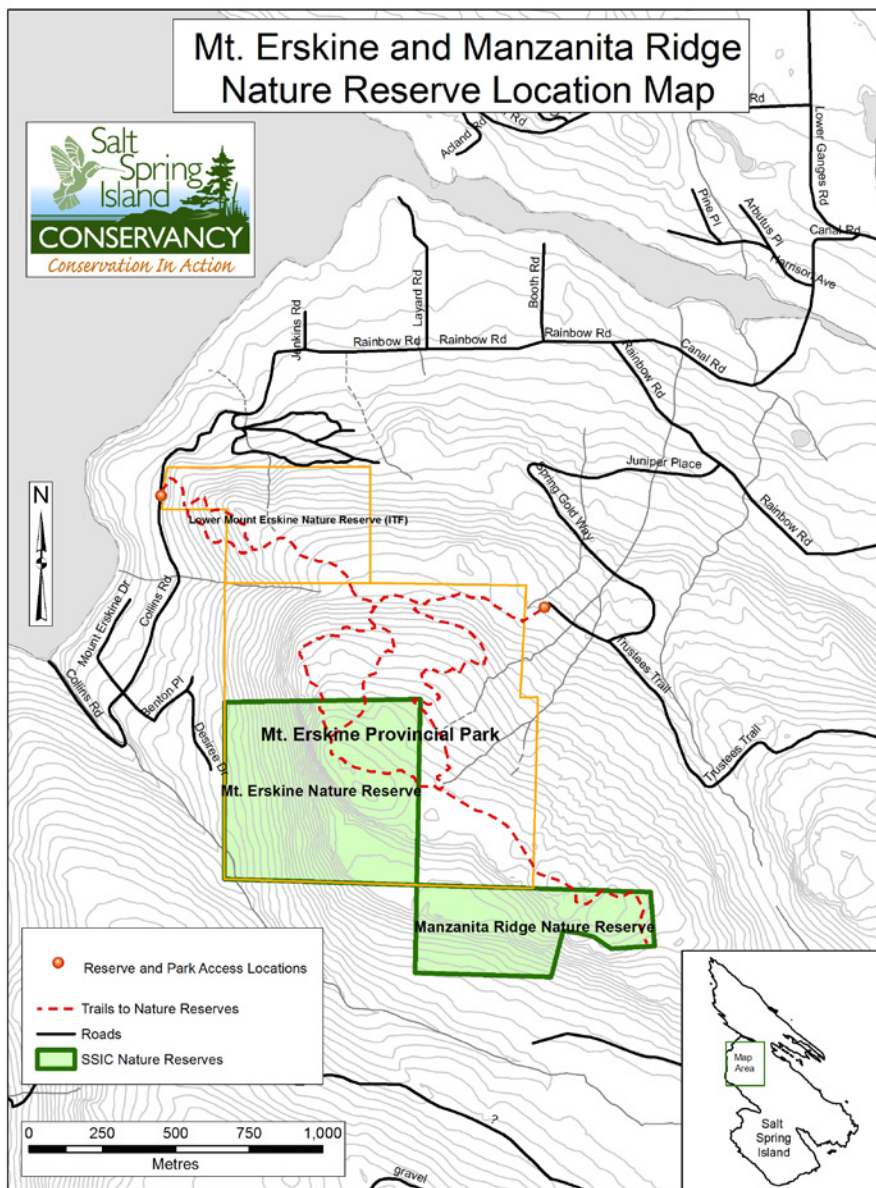 Mt. Erskine and Manzanita Ridge
Nature Reserve Location Map
Salt
Spring
Island
CONSERVANCY
Conservation In Action
Acland Rd
Rd
Rd
Lower Ganges Rd
Pine Pl
Arbutus Pl
Canal Rd
Harrison Ave
Jenkins Rd
Layard Rd
Booth Rd
Rainbow Rd
Rainbow Rd
Rainbow Rd
Rainbow Rd
Canal Rd
Juniper Place
Spring Gold Way
Rainbow Rd
Lower Mount Erskine Nature Reserve (ITF)
N
Mount Erskine Dr
Collins Rd
Collins Rd
Benton Pl
Desiree Dr
Trustees Trail
Trustees Trail
Mt. Erskine Provincial Park
Mt. Erskine Nature Reserve
Manzanita Ridge Nature Reserve
Reserve and Park Access Locations
Trails to Nature Reserves
Roads
SSIC Nature Reserves
0 250 500 750 1,000
Metres
?
gravel
Map
Area
Salt
Spring
Island